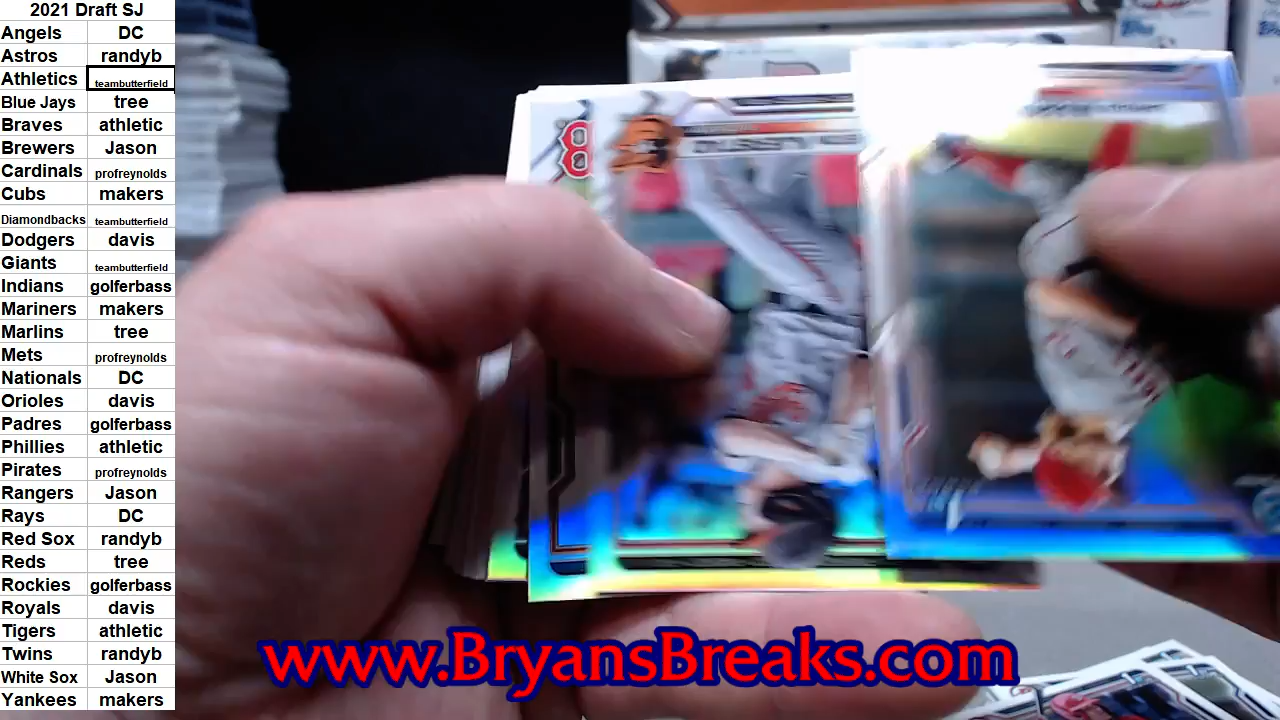 2021 Draft SJ
Angels DC
Astros randyb
Athletics teambutterfield
Blue Jays tree
Braves athletic
Brewers Jason
Cardinals profreynolds
Cubs makers
Diamondbacks teambutterfield
Dodgers davis
Giants teambutterfield
Indians golferbass
Mariners makers
Marlins tree
Mets profreynolds
Nationals DC
Orioles davis
Padres golferbass
Phillies athletic
Pirates profreynolds
Rangers Jason
Rays DC
Red Sox randyb
Reds tree
Rockies golferbass
Royals davis
Tigers athletic
Twins randyb
White Sox Jason
Yankees makers
B
www.BryansBreaks.com